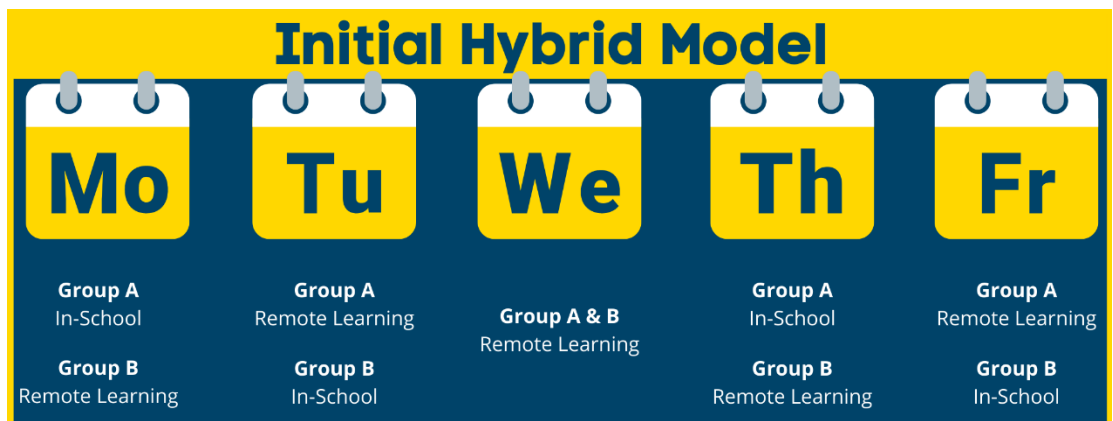 Initial Hybrid Model
Mo
Tu
We
Th
Fr
Group A
In-School
Group B
Remote Learning
Group A
Remote Learning
Group B
In-School
Group A & B
Remote Learning
Group A
In-School
Group B
Remote Learning
Group A
Remote Learning
Group B
In-School